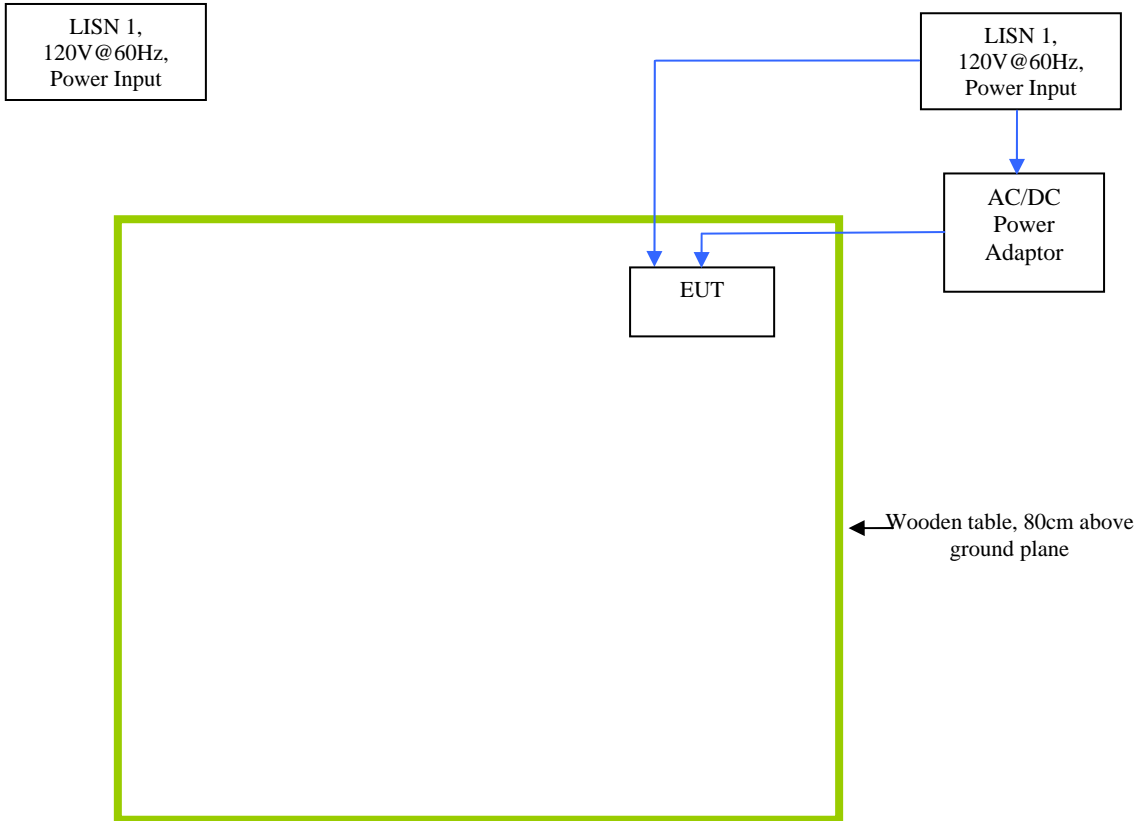 LISN 1,
120V@60Hz,
Power Input
LISN 1,
120V@60Hz,
Power Input
AC/DC
Power
Adaptor
EUT
Wooden table, 80cm above
ground plane